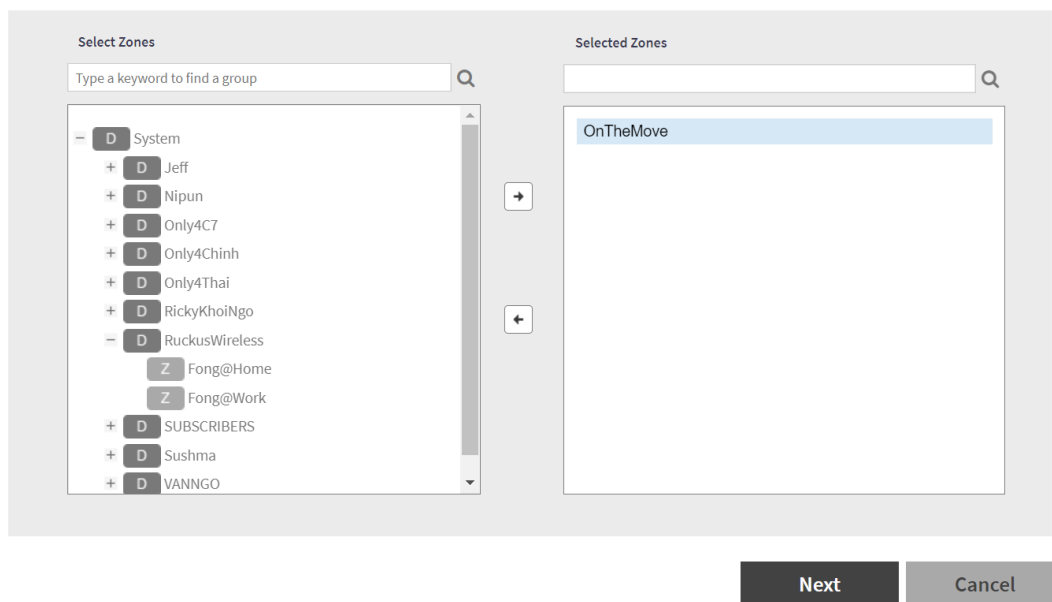 Select Zones
Type a keyword to find a group
D System
D Jeff
D Nipun
D Only4C7
D Only4Chinh
D Only4Thai
D RickyKhoiNgo
D RuckusWireless
Z Fong@Home
Z Fong@Work
D SUBSCRIBERS
D Sushma
D VANNGO
Selected Zones
OnTheMove
Next Cancel